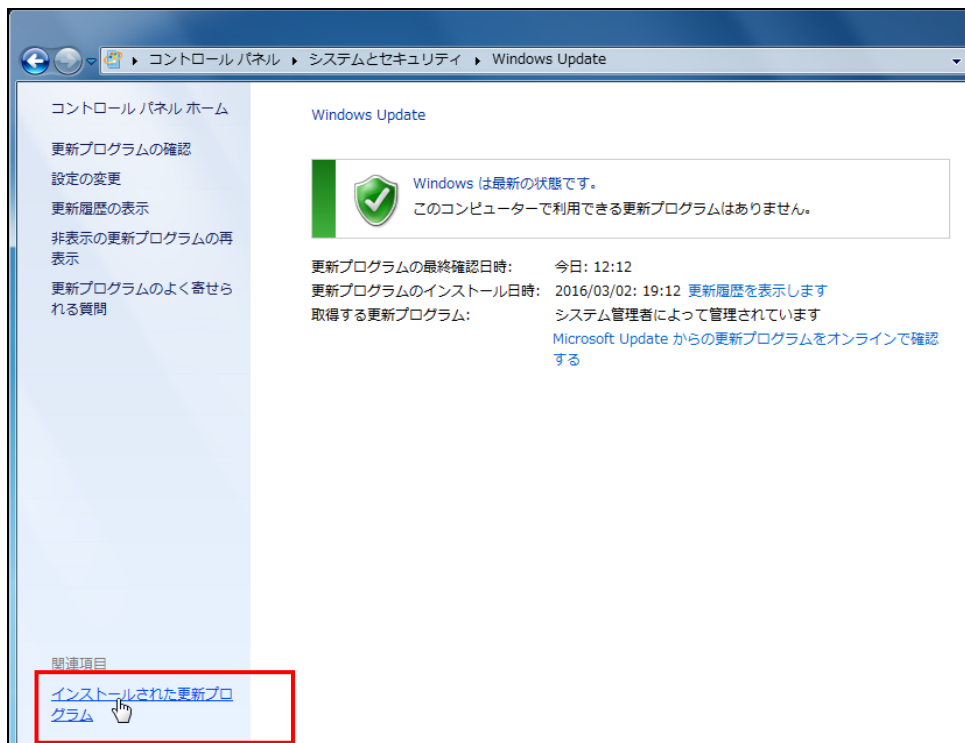 コントロール パネル ▸ システムとセキュリティ ▸ Windows Update
コントロール パネル ホーム
更新プログラムの確認
設定の変更
更新履歴の表示
非表示の更新プログラムの再
表示
更新プログラムのよく寄せら
れる質問
関連項目
インストールされた更新プロ
グラム
Windows Update
Windows は最新の状態です。
このコンピューターで利用できる更新プログラムはありません。
更新プログラムの最終確認日時: 今日: 12:12
更新プログラムのインストール日時: 2016/03/02: 19:12 更新履歴を表示します
取得する更新プログラム: システム管理者によって管理されています
Microsoft Update からの更新プログラムをオンラインで確認
する